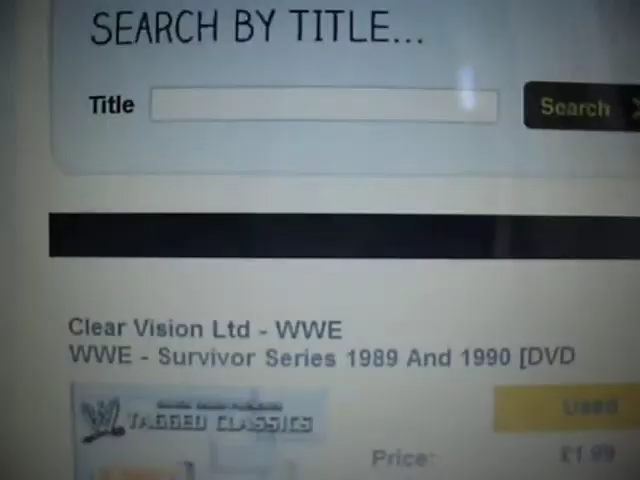 SEARCH BY TITLE...
Title
Search
Clear Vision Ltd - WWE
WWE - Survivor Series 1989 And 1990 [DVD
TAGGED CLASSICS
Used
Price: £1.99